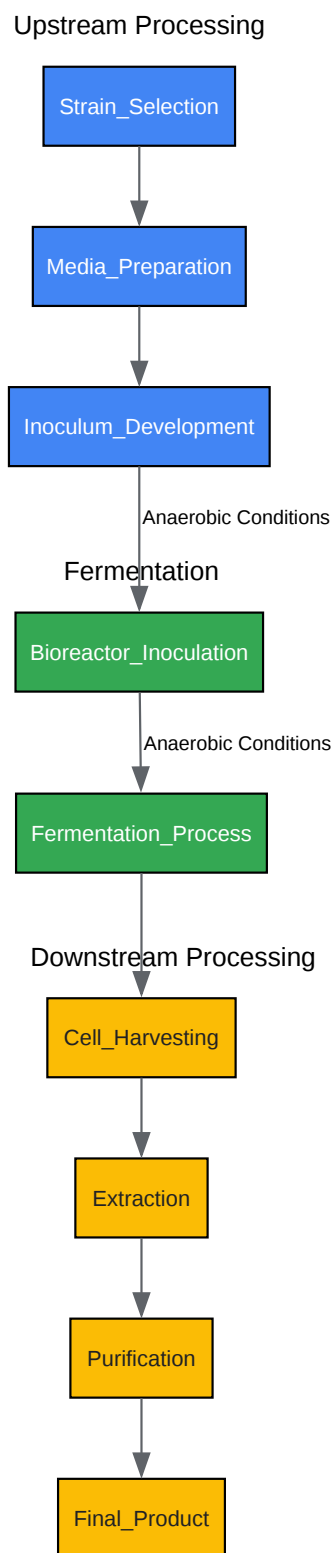 Upstream Processing
Strain_Selection
Media_Preparation
Inoculum_Development
Anaerobic Conditions
Fermentation
Bioreactor_Inoculation
Anaerobic Conditions
Fermentation_Process
Downstream Processing
Cell_Harvesting
Extraction
Purification
Final_Product